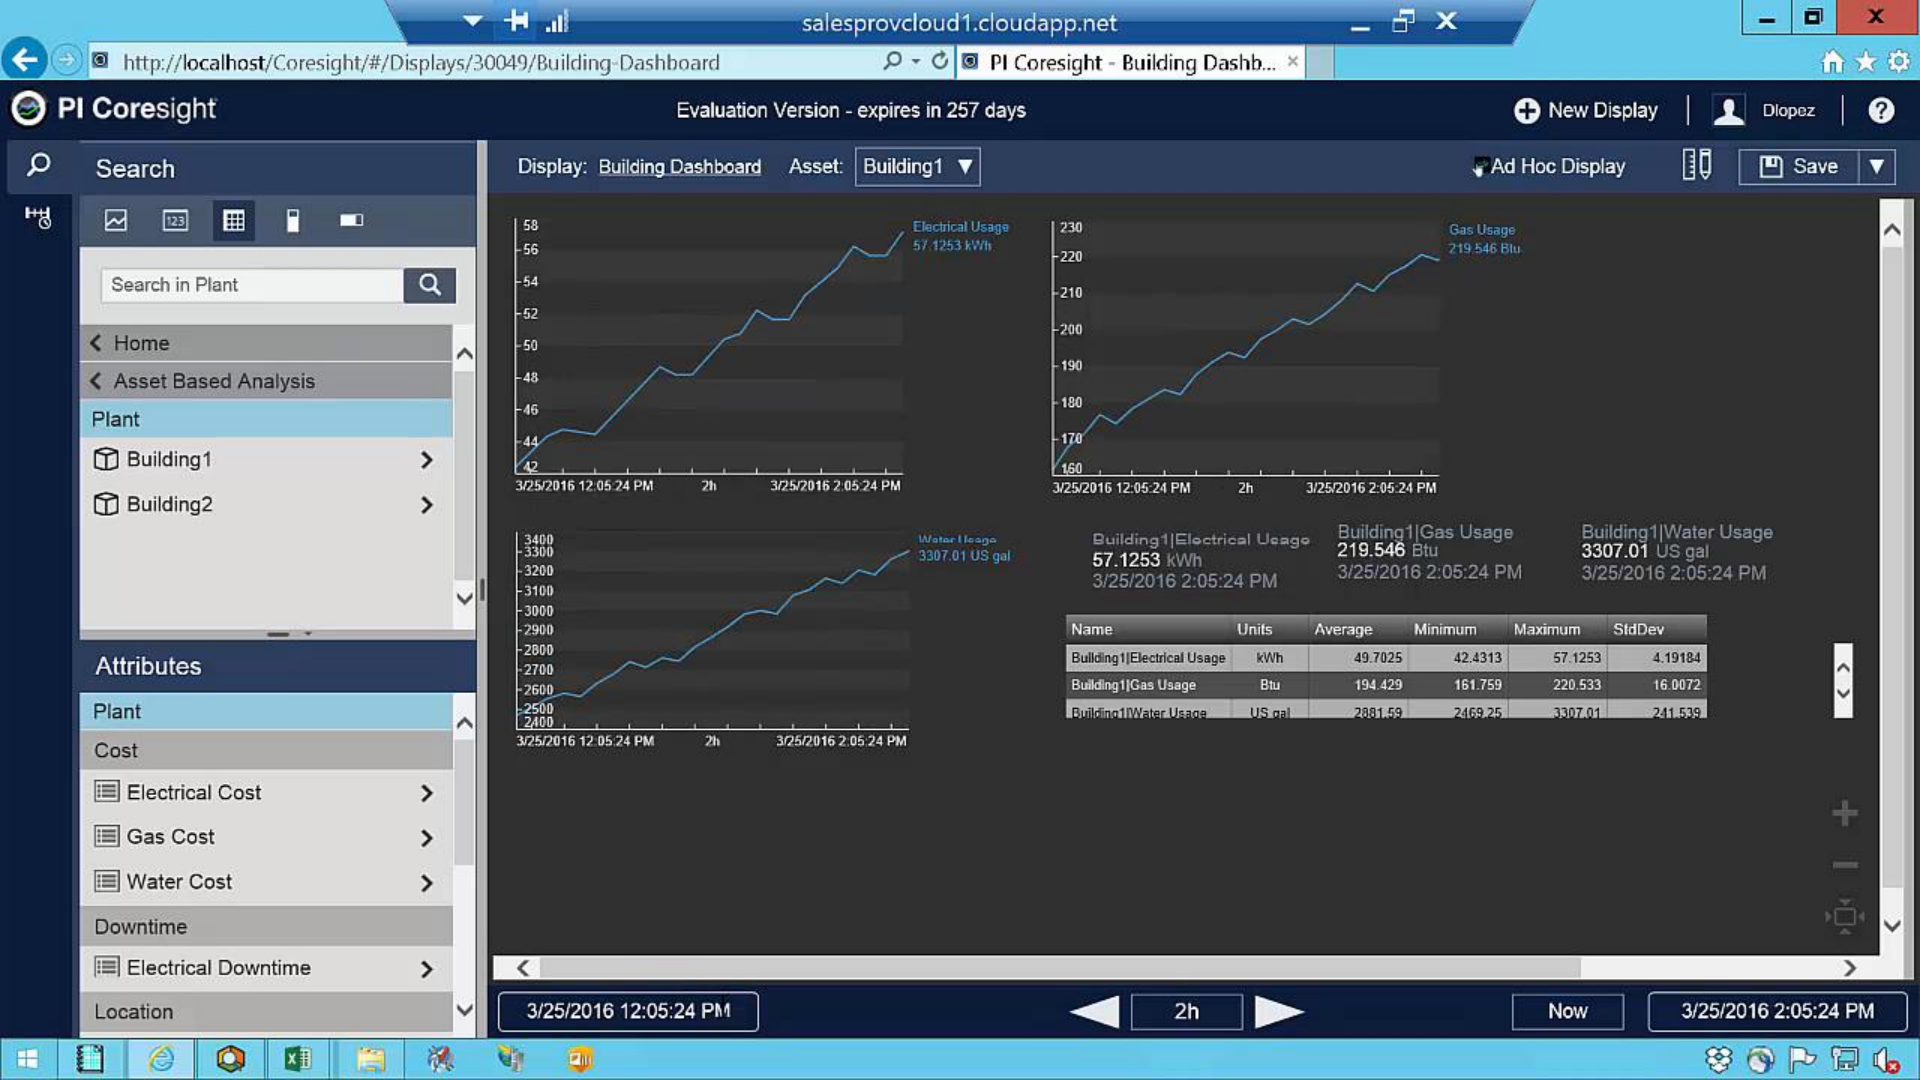 salesprovcloud1.cloudapp.net
http://localhost/Coresight/#/Displays/30049/Building-Dashboard
PI Coresight - Building Dashb...
PI Coresight
Evaluation Version - expires in 257 days
New Display
Dlopez
Search
Display: Building Dashboard Asset: Building1
Ad Hoc Display
Save
123
Search in Plant
Home
Asset Based Analysis
Plant
Building1
Building2
58
56
54
52
50
48
46
44
42
3/25/2016 12:05:24 PM 2h 3/25/2016 2:05:24 PM
Electrical Usage
57.1253 kWh
230
220
210
200
190
180
170
160
3/25/2016 12:05:24 PM 2h 3/25/2016 2:05:24 PM
Gas Usage
219.546 Btu
3400
3300
3200
3100
3000
2900
2800
2700
2600
2500
2400
3/25/2016 12:05:24 PM 2h 3/25/2016 2:05:24 PM
Water Usage
3307.01 US gal
Building1|Electrical Usage
57.1253 kWh
3/25/2016 2:05:24 PM
Building1|Gas Usage
219.546 Btu
3/25/2016 2:05:24 PM
Building1|Water Usage
3307.01 US gal
3/25/2016 2:05:24 PM
Name Units Average Minimum Maximum StdDev
Building1|Electrical Usage kWh 49.7025 42.4313 57.1253 4.19184
Building1|Gas Usage Btu 194.429 161.759 220.533 16.0072
Building1|Water Usage US gal 2881.59 2469.25 3307.01 241.539
Attributes
Plant
Cost
Electrical Cost
Gas Cost
Water Cost
Downtime
Electrical Downtime
Location
3/25/2016 12:05:24 PM
2h
Now
3/25/2016 2:05:24 PM